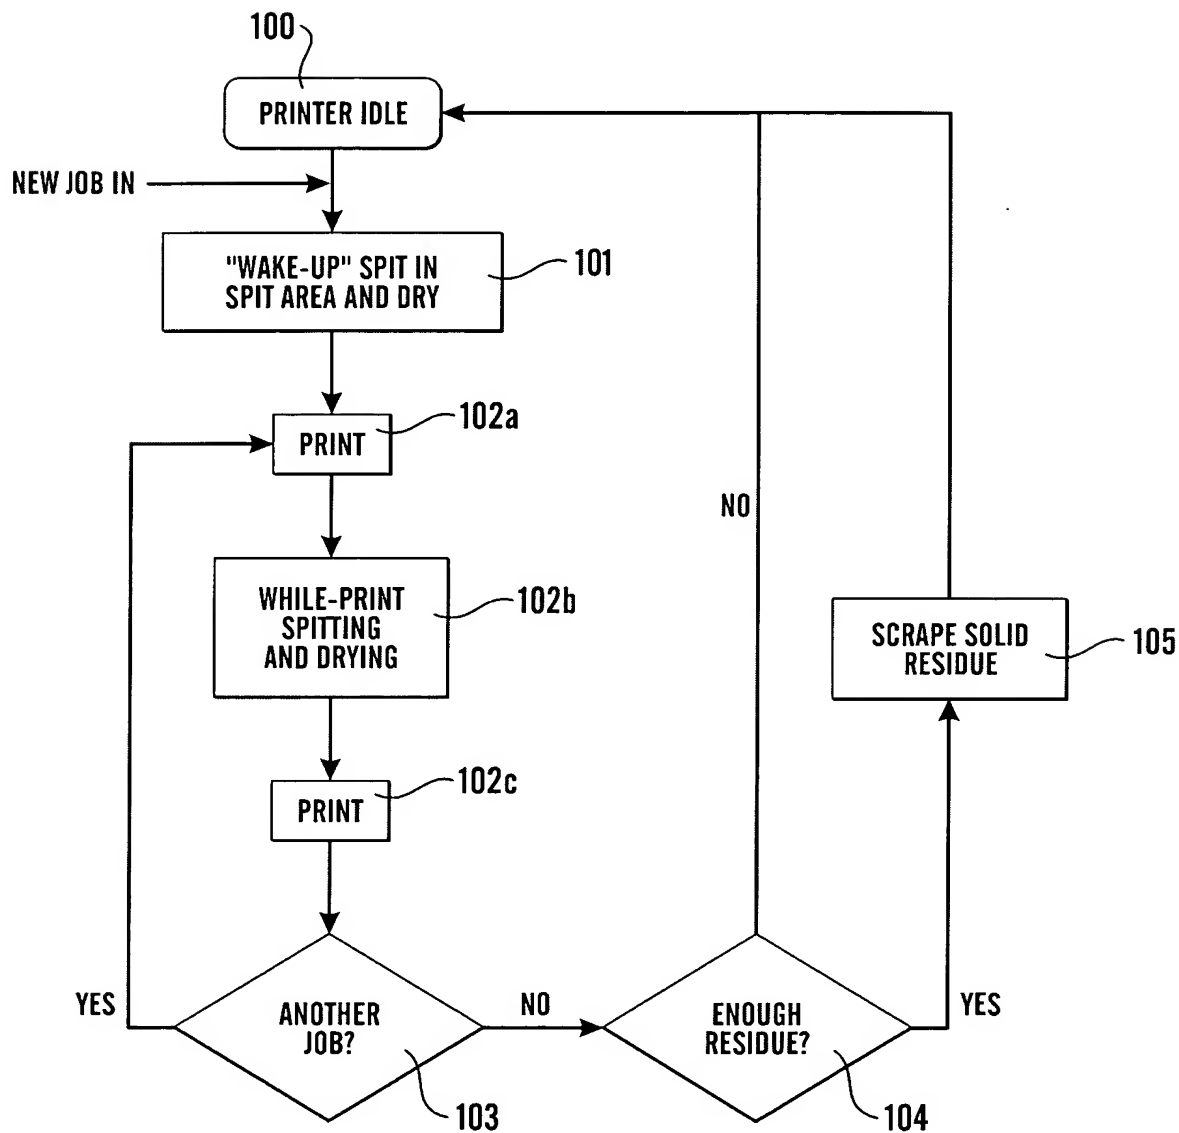 100
PRINTER IDLE
NEW JOB IN
"WAKE-UP" SPIT IN
SPIT AREA AND DRY
101
102a
PRINT
NO
WHILE-PRINT
SPITTING
AND DRYING
102b
SCRAPE SOLID
RESIDUE
105
102c
PRINT
YES
ANOTHER
JOB?
NO
ENOUGH
RESIDUE?
YES
103
104